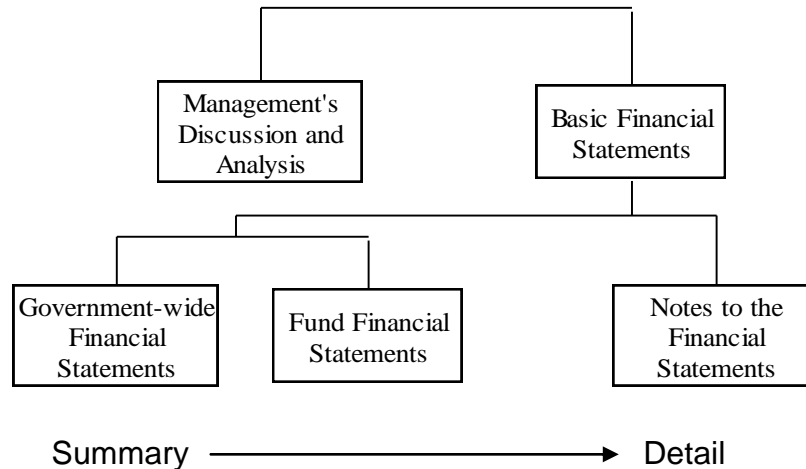 Management's
Discussion and
Analysis
Basic Financial
Statements
Government-wide
Financial
Statements
Fund Financial
Statements
Notes to the
Financial
Statements
Summary
Detail